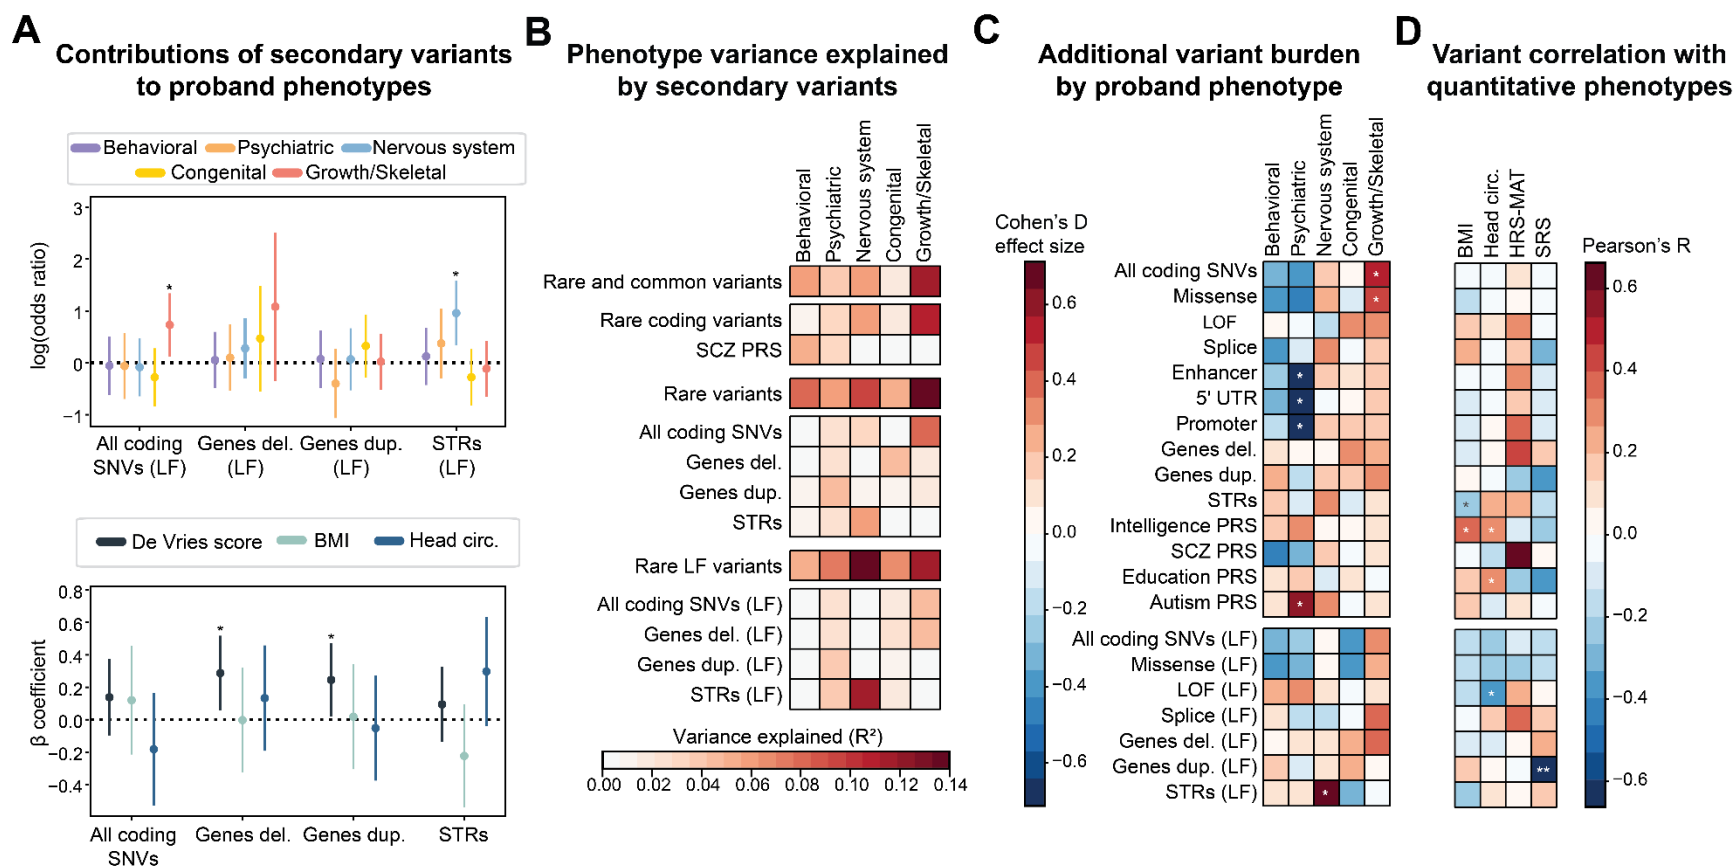 A
Contributions of secondary variants
to proband phenotypes
Behavioral Psychiatric Nervous system
Congenital Growth/Skeletal
log(odds ratio)
3
2
1
0
−1
*
*
All coding
SNVs (LF)
Genes del.
(LF)
Genes dup.
(LF)
STRs
(LF)
De Vries score BMI Head circ.
β coefficient
0.8
0.6
0.4
0.2
0.0
−0.2
−0.4
*
*
All coding
SNVs
Genes del.
Genes dup.
STRs
B
Phenotype variance explained
by secondary variants
Behavioral
Psychiatric
Nervous system
Congenital
Growth/Skeletal
Rare and common variants
Rare coding variants
SCZ PRS
Rare variants
All coding SNVs
Genes del.
Genes dup.
STRs
Rare LF variants
All coding SNVs (LF)
Genes del. (LF)
Genes dup. (LF)
STRs (LF)
Variance explained (R²)
0.00 0.02 0.04 0.06 0.08 0.10 0.12 0.14
C
Additional variant burden
by proband phenotype
Cohen's D
effect size
0.6
0.4
0.2
0.0
−0.2
−0.4
−0.6
Behavioral
Psychiatric
Nervous system
Congenital
Growth/Skeletal
All coding SNVs *
Missense *
LOF
Splice
Enhancer *
5' UTR *
Promoter *
Genes del.
Genes dup.
STRs
Intelligence PRS
SCZ PRS
Education PRS
Autism PRS *
All coding SNVs (LF)
Missense (LF)
LOF (LF)
Splice (LF)
Genes del. (LF)
Genes dup. (LF)
STRs (LF) *
D
Variant correlation with
quantitative phenotypes
BMI
Head circ.
HRS-MAT
SRS
*
* *
*
*
**
Pearson's R
0.6
0.4
0.2
0.0
−0.2
−0.4
−0.6